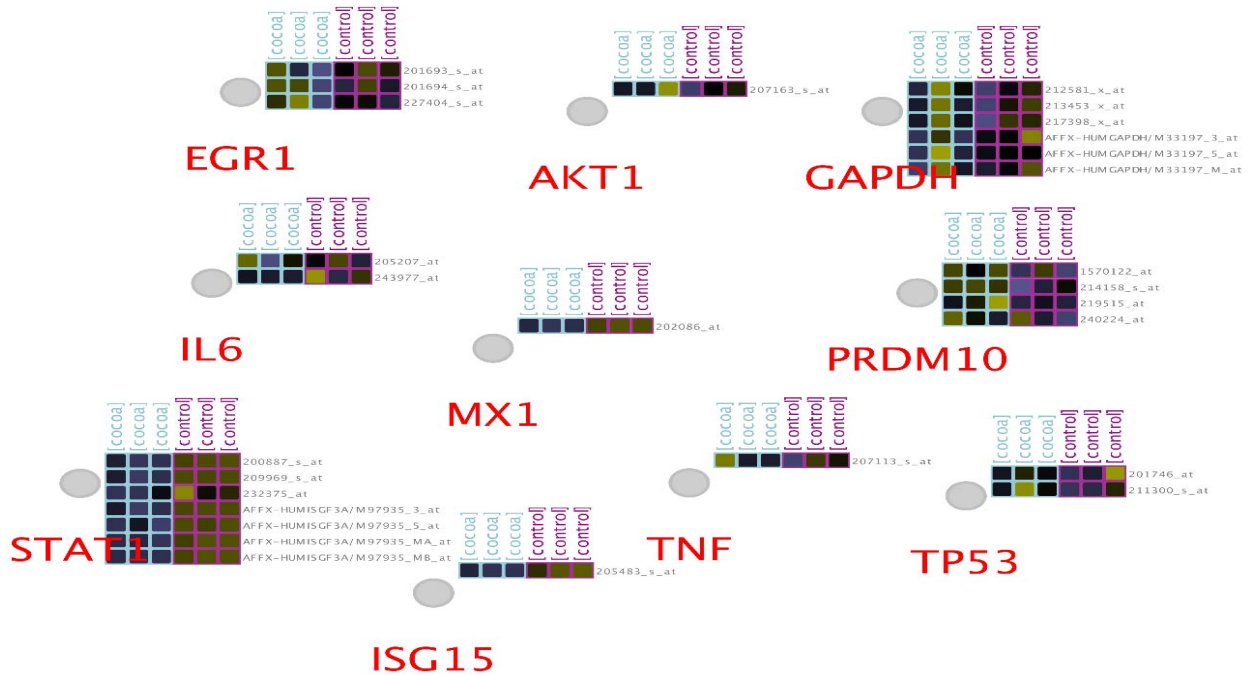 [cocoa] [cocoa] [cocoa] [control] [control] [control]
201693_s_at
201694_s_at
227404_s_at
EGR1
[cocoa] [cocoa] [cocoa] [control] [control] [control]
207163_s_at
AKT1
[cocoa] [cocoa] [cocoa] [control] [control] [control]
212581_x_at
213453_x_at
217398_x_at
AFFX-HUMGAPDH/M33197_3_at
AFFX-HUMGAPDH/M33197_5_at
AFFX-HUMGAPDH/M33197_M_at
GAPDH
[cocoa] [cocoa] [cocoa] [control] [control] [control]
205207_at
243977_at
IL6
[cocoa] [cocoa] [cocoa] [control] [control] [control]
202086_at
MX1
[cocoa] [cocoa] [cocoa] [control] [control] [control]
1570122_at
214158_s_at
219515_at
240224_at
PRDM10
[cocoa] [cocoa] [cocoa] [control] [control] [control]
200887_s_at
209969_s_at
232375_at
AFFX-HUMISGF3A/M97935_3_at
AFFX-HUMISGF3A/M97935_5_at
AFFX-HUMISGF3A/M97935_MA_at
AFFX-HUMISGF3A/M97935_MB_at
STAT1
[cocoa] [cocoa] [cocoa] [control] [control] [control]
205483_s_at
ISG15
[cocoa] [cocoa] [cocoa] [control] [control] [control]
207113_s_at
TNF
[cocoa] [cocoa] [cocoa] [control] [control] [control]
201746_at
211300_s_at
TP53